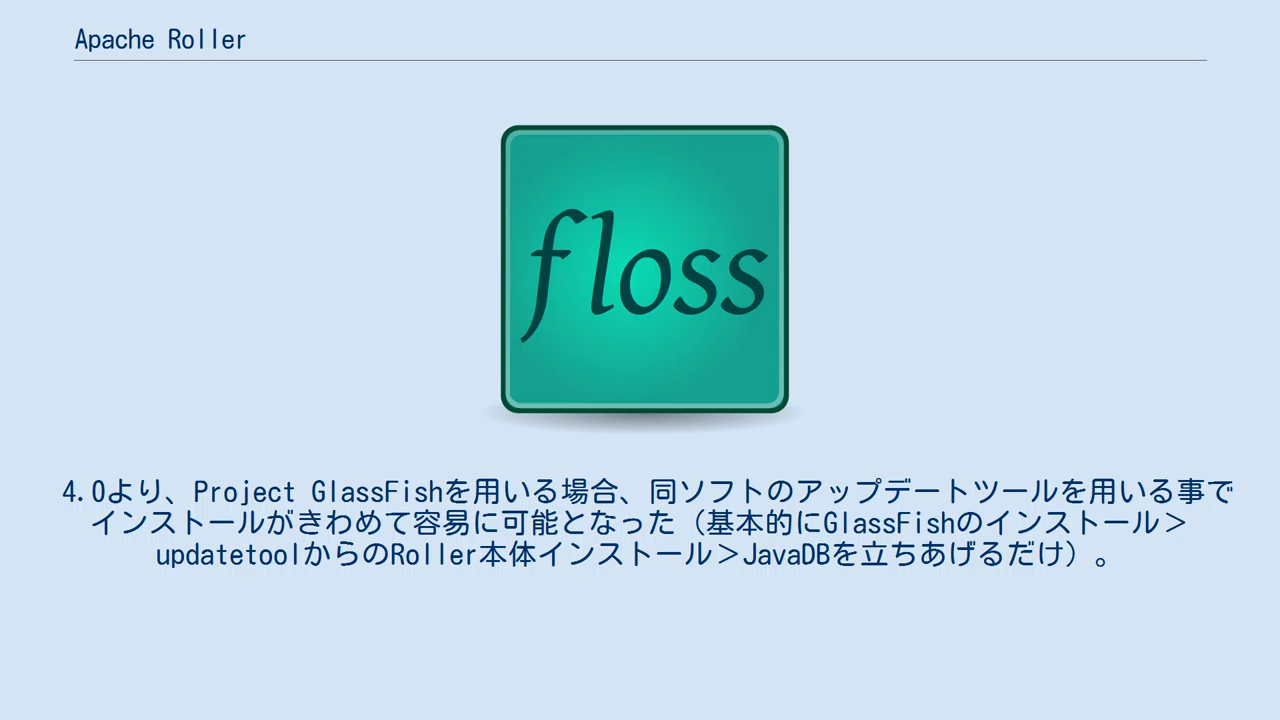 Apache Roller
floss
4.0より、Project GlassFishを用いる場合、同ソフトのアップデートツールを用いる事で
インストールがきわめて容易に可能となった（基本的にGlassFishのインストール＞
updatetoolからのRoller本体インストール＞JavaDBを立ちあげるだけ）。